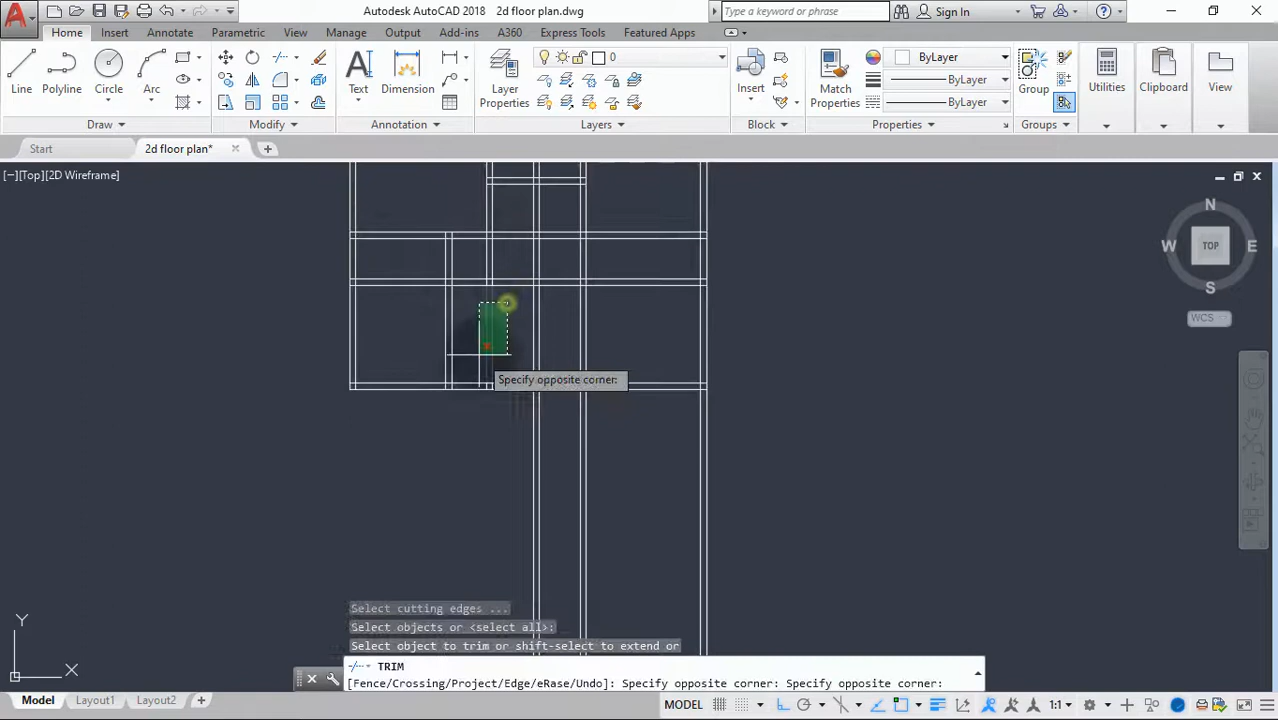 Autodesk AutoCAD 2018   2d floor plan.dwg
Type a keyword or phrase
Sign In
Home Insert Annotate Parametric View Manage Output Add-ins A360 Express Tools Featured Apps
Line Polyline Circle Arc
Draw
Modify
Text Dimension
Annotation
Layer Properties
0
Layers
Insert
Block
Match Properties
ByLayer
ByLayer
ByLayer
Properties
Group
Groups
Utilities
Clipboard
View
Start
2d floor plan*
[−][Top][2D Wireframe]
N
W TOP E
S
WCS
Specify opposite corner:
Select cutting edges ...
Select objects or <select all>:
Select object to trim or shift-select to extend or
TRIM
[Fence/Crossing/Project/Edge/eRase/Undo]: Specify opposite corner: Specify opposite corner:
Y
X
Model Layout1 Layout2
MODEL
1:1